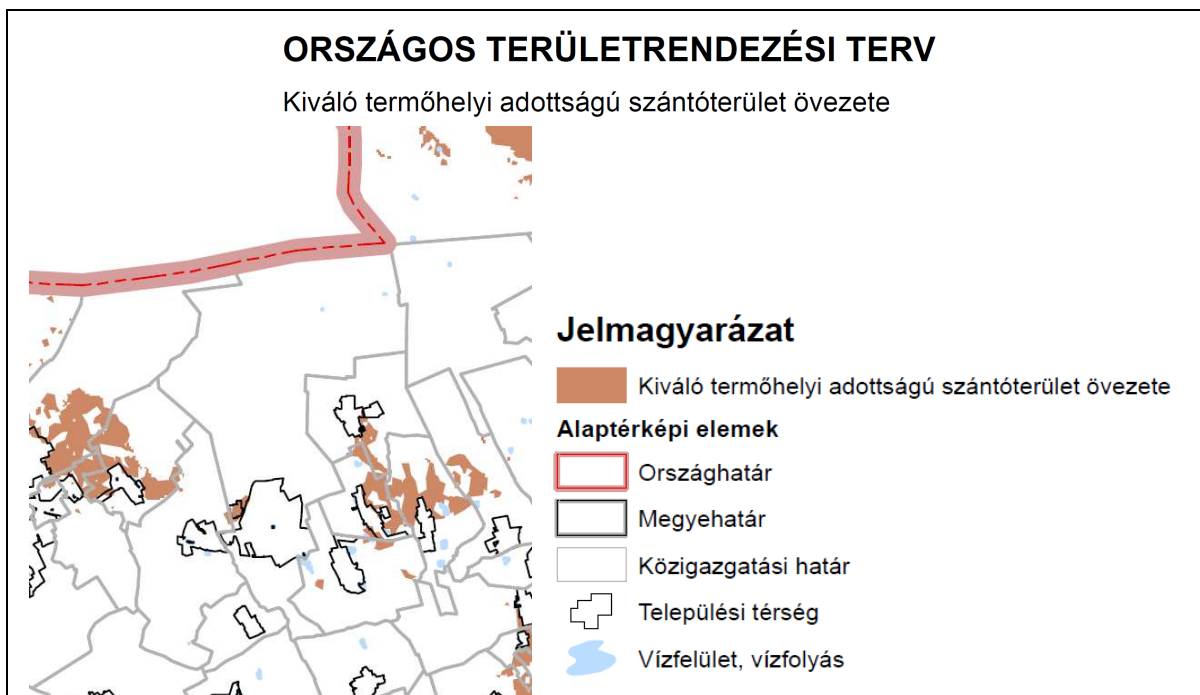 ORSZÁGOS TERÜLETRENDEZÉSI TERV
Kiváló termőhelyi adottságú szántóterület övezete
Jelmagyarázat
Kiváló termőhelyi adottságú szántóterület övezete
Alaptérképi elemek
Országhatár
Megyehatár
Közigazgatási határ
Települési térség
Vízfelület, vízfolyás